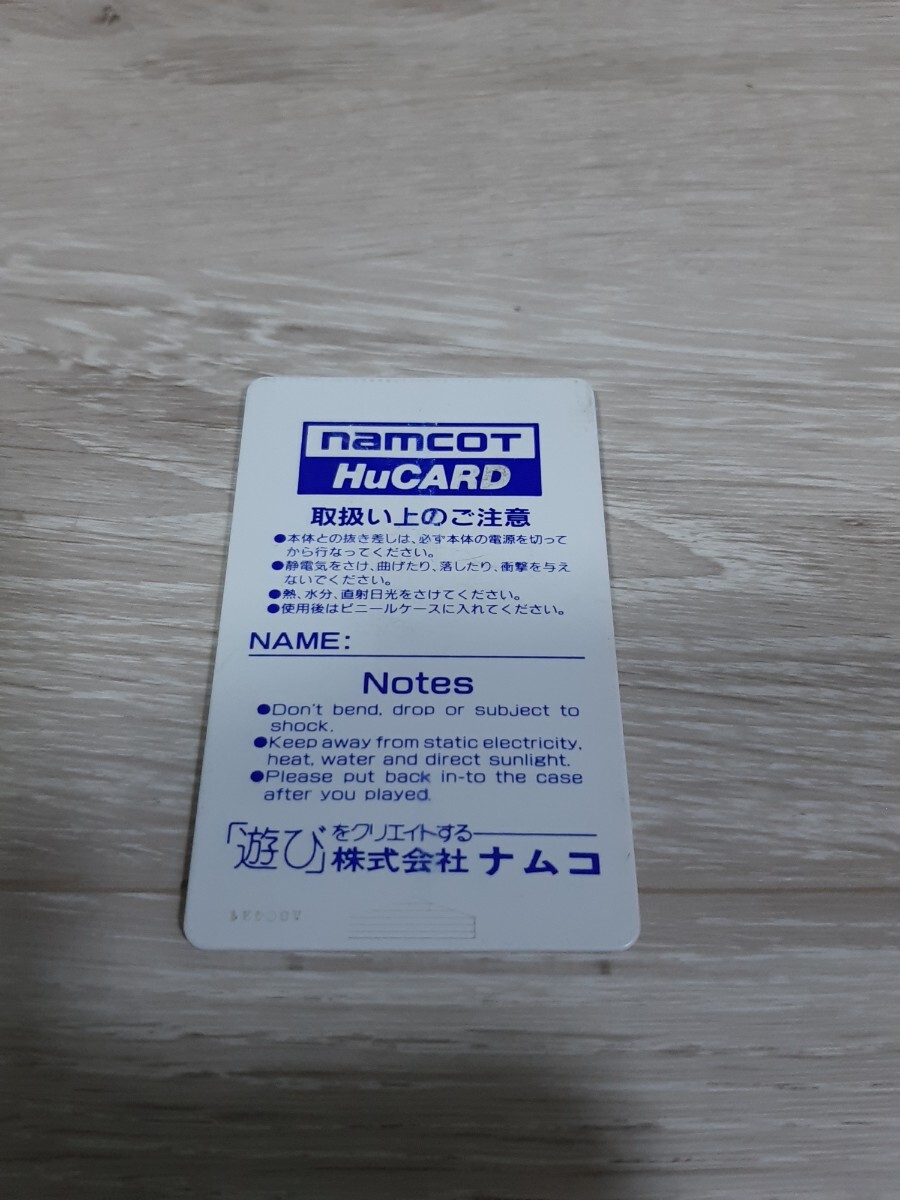 namcoT
HuCARD
取扱い上のご注意
●本体との抜き差しは、必ず本体の電源を切って
から行なってください。
●静電気をさけ、曲げたり、落したり、衝撃を与え
ないでください。
●熱、水分、直射日光をさけてください。
●使用後はビニールケースに入れてください。
NAME:
Notes
●Don't bend, drop or subject to
shock.
●Keep away from static electricity,
heat, water and direct sunlight.
●Please put back in-to the case
after you played.
「遊び」をクリエイトする
株式会社 ナムコ